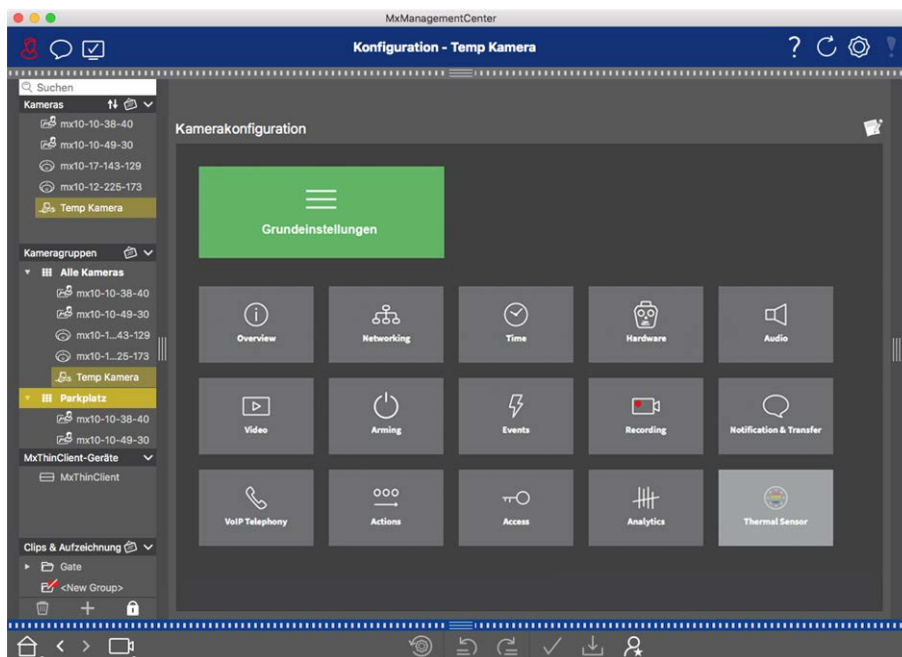 MxManagementCenter
Konfiguration - Temp Kamera
?
Suchen
Kameras
mx10-10-38-40
mx10-10-49-30
mx10-17-143-129
mx10-12-225-173
Temp Kamera
Kameragruppen
Alle Kameras
mx10-10-38-40
mx10-10-49-30
mx10-1...43-129
mx10-1...25-173
Temp Kamera
Parkplatz
mx10-10-38-40
mx10-10-49-30
MxThinClient-Geräte
MxThinClient
Clips & Aufzeichnung
Gate
<New Group>
Kamerakonfiguration
Grundeinstellungen
Overview
Networking
Time
Hardware
Audio
Video
Arming
Events
Recording
Notification & Transfer
VoIP Telephony
Actions
Access
Analytics
Thermal Sensor